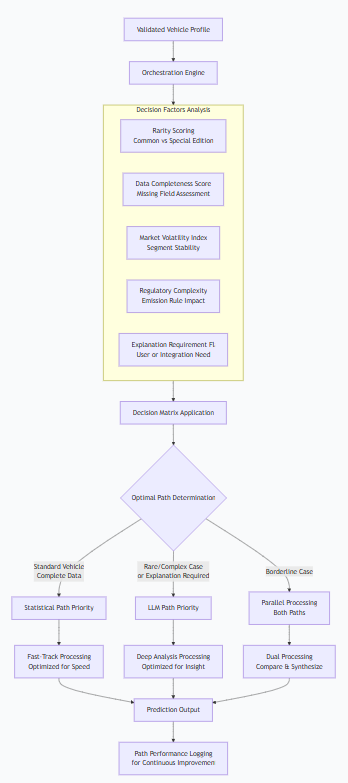 Validated Vehicle Profile
Orchestration Engine
Decision Factors Analysis
Rarity Scoring
Common vs Special Edition
Data Completeness Score
Missing Field Assessment
Market Volatility Index
Segment Stability
Regulatory Complexity
Emission Rule Impact
Explanation Requirement Fl
User or Integration Need
Decision Matrix Application
Optimal Path Determination
Standard Vehicle
Complete Data
Rare/Complex Case
or Explanation Required
Borderline Case
Statistical Path Priority
LLM Path Priority
Parallel Processing
Both Paths
Fast-Track Processing
Optimized for Speed
Deep Analysis Processing
Optimized for Insight
Dual Processing
Compare & Synthesize
Prediction Output
Path Performance Logging
for Continuous Improvemen